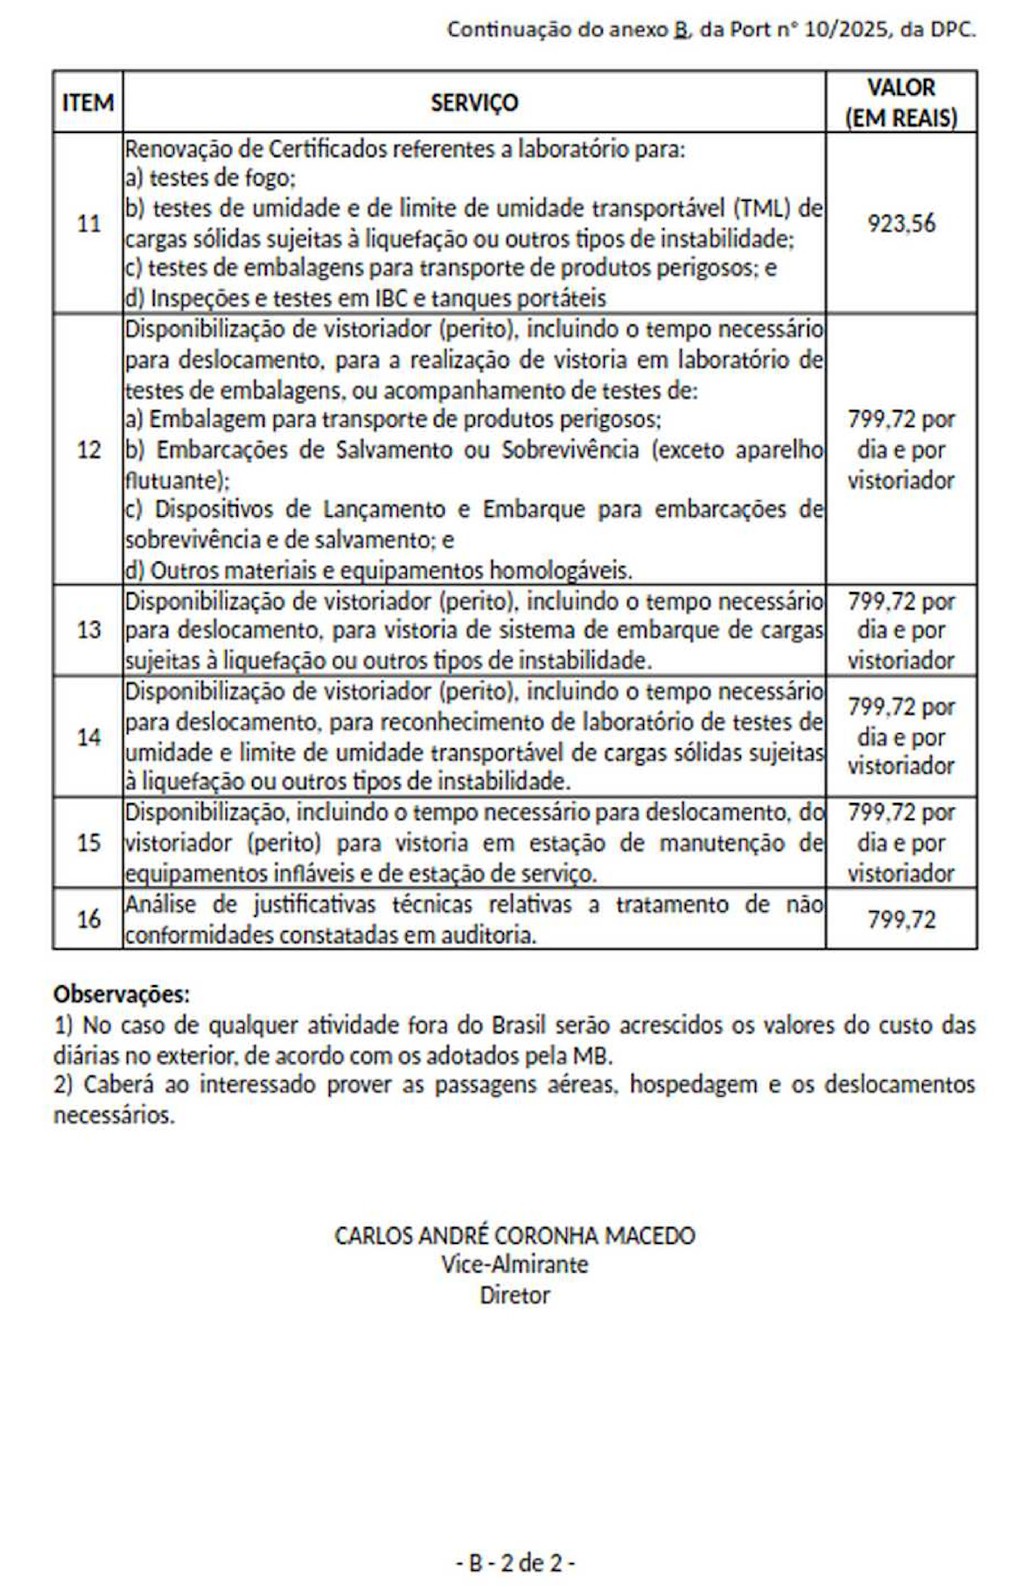 Continuação do anexo B, da Port nº 10/2025, da DPC.
ITEM
SERVIÇO
VALOR
(EM REAIS)
11
Renovação de Certificados referentes a laboratório para:
a) testes de fogo;
b) testes de umidade e de limite de umidade transportável (TML) de
cargas sólidas sujeitas à liquefação ou outros tipos de instabilidade;
c) testes de embalagens para transporte de produtos perigosos; e
d) Inspeções e testes em IBC e tanques portáteis
923,56
12
Disponibilização de vistoriador (perito), incluindo o tempo necessário
para deslocamento, para a realização de vistoria em laboratório de
testes de embalagens, ou acompanhamento de testes de:
a) Embalagem para transporte de produtos perigosos;
b) Embarcações de Salvamento ou Sobrevivência (exceto aparelho
flutuante);
c) Dispositivos de Lançamento e Embarque para embarcações de
sobrevivência e de salvamento; e
d) Outros materiais e equipamentos homologáveis.
799,72 por
dia e por
vistoriador
13
Disponibilização de vistoriador (perito), incluindo o tempo necessário
para deslocamento, para vistoria de sistema de embarque de cargas
sujeitas à liquefação ou outros tipos de instabilidade.
799,72 por
dia e por
vistoriador
14
Disponibilização de vistoriador (perito), incluindo o tempo necessário
para deslocamento, para reconhecimento de laboratório de testes de
umidade e limite de umidade transportável de cargas sólidas sujeitas
à liquefação ou outros tipos de instabilidade.
799,72 por
dia e por
vistoriador
15
Disponibilização, incluindo o tempo necessário para deslocamento, do
vistoriador (perito) para vistoria em estação de manutenção de
equipamentos infláveis e de estação de serviço.
799,72 por
dia e por
vistoriador
16
Análise de justificativas técnicas relativas a tratamento de não
conformidades constatadas em auditoria.
799,72
Observações:
1) No caso de qualquer atividade fora do Brasil serão acrescidos os valores do custo das
diárias no exterior, de acordo com os adotados pela MB.
2) Caberá ao interessado prover as passagens aéreas, hospedagem e os deslocamentos
necessários.
CARLOS ANDRÉ CORONHA MACEDO
Vice-Almirante
Diretor
- B - 2 de 2 -